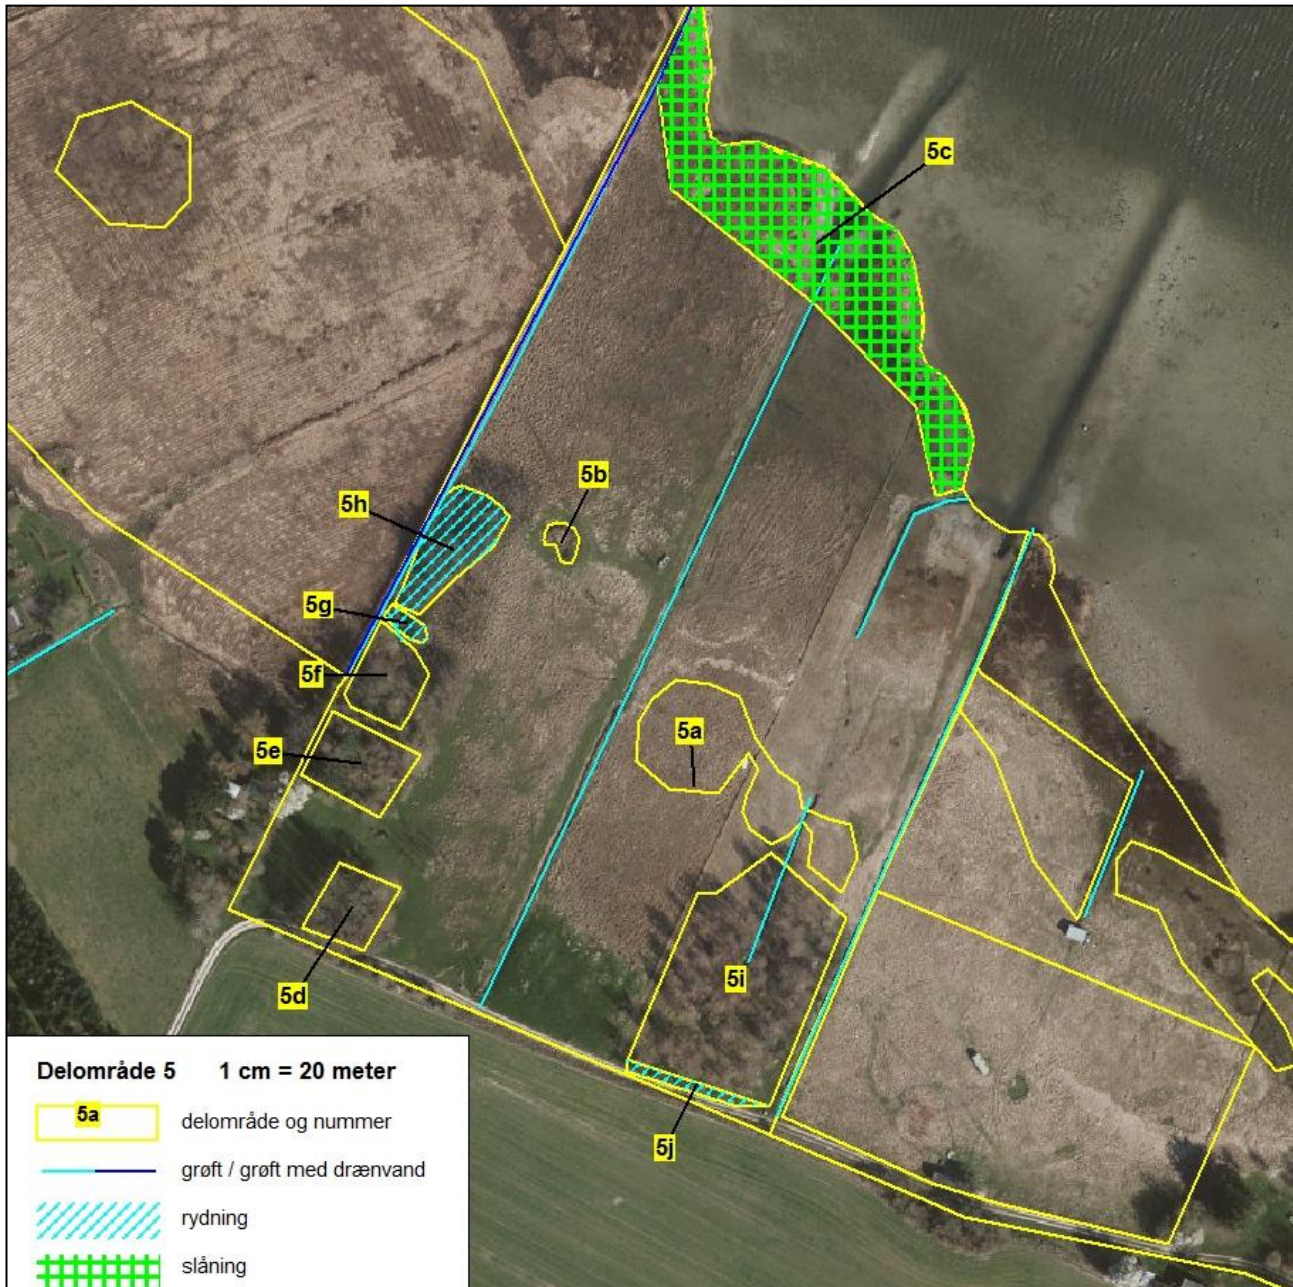 5c
5b
5h
5g
5f
5a
5e
5i
5d
5j
Delområde 5 1 cm = 20 meter
5a delområde og nummer
grøft / grøft med drænvand
rydning
slåning